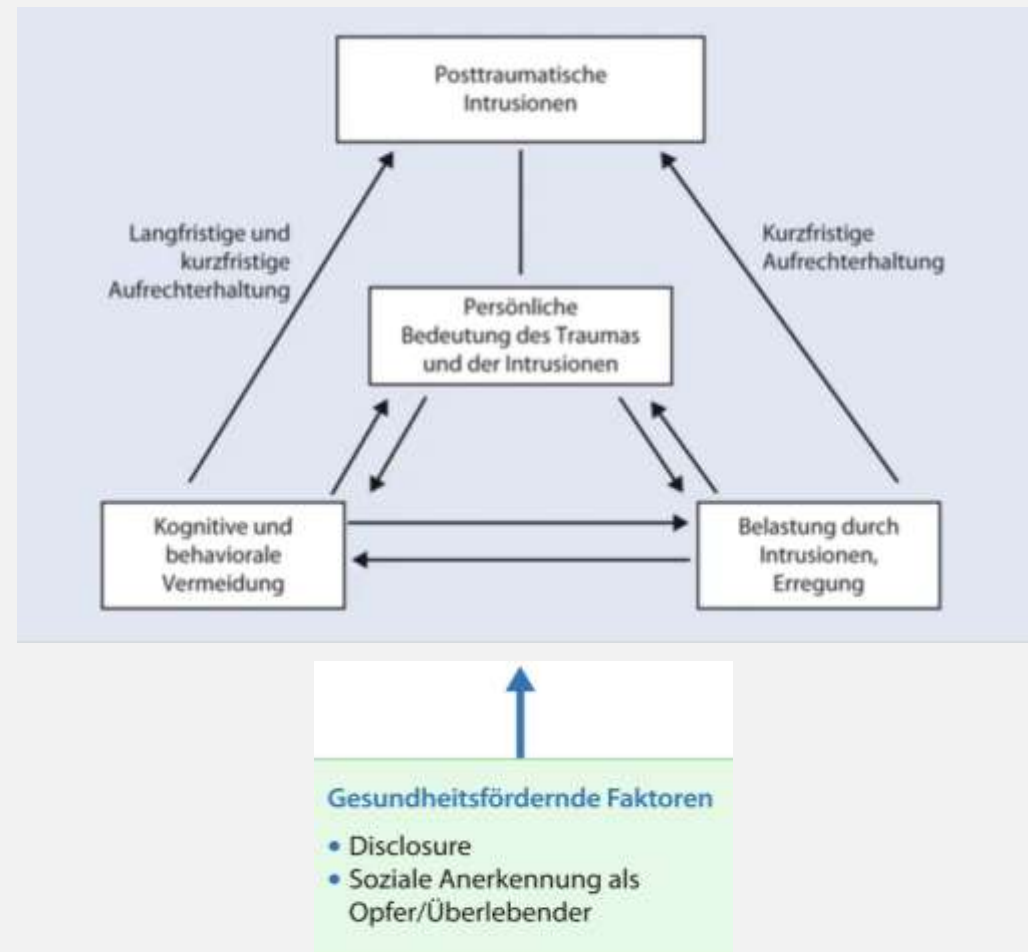 Posttraumatische
Intrusionen
Langfristige und
kurzfristige
Aufrechterhaltung
Kurzfristige
Aufrechterhaltung
Persönliche
Bedeutung des Traumas
und der Intrusionen
Kognitive und
behaviorale
Vermeidung
Belastung durch
Intrusionen,
Erregung
Gesundheitsfördernde Faktoren
• Disclosure
• Soziale Anerkennung als
Opfer/Überlebender